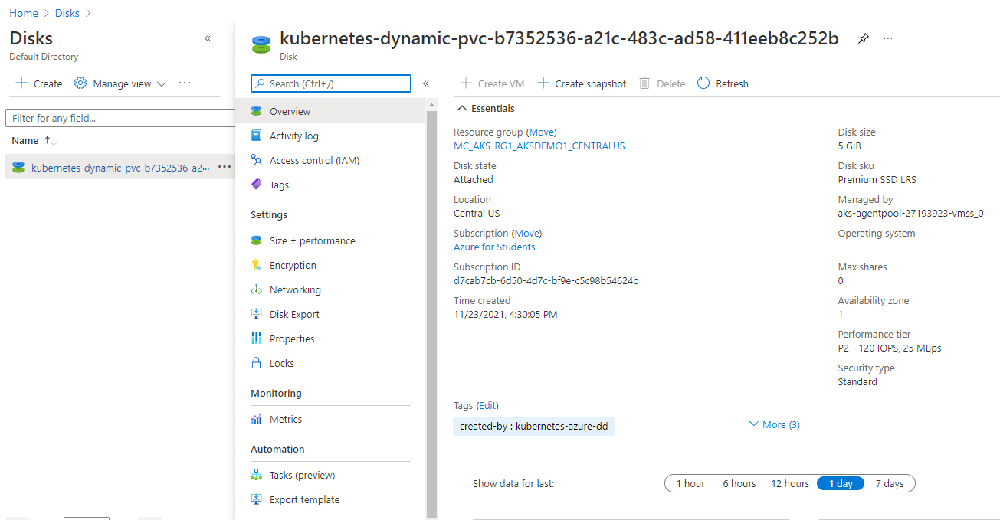 Home > Disks >
Disks «
Default Directory
+ Create Manage view ···
Filter for any field...
Name ↑↓
kubernetes-dynamic-pvc-b7352536-a2... ···
kubernetes-dynamic-pvc-b7352536-a21c-483c-ad58-411eeb8c252b ···
Disk
Search (Ctrl+/) «
Overview
Activity log
Access control (IAM)
Tags
Settings
Size + performance
Encryption
Networking
Disk Export
Properties
Locks
Monitoring
Metrics
Automation
Tasks (preview)
Export template
+ Create VM + Create snapshot Delete Refresh
Essentials
Resource group (Move)
MC_AKS-RG1_AKSDEMO1_CENTRALUS
Disk state
Attached
Location
Central US
Subscription (Move)
Azure for Students
Subscription ID
d7cab7cb-6d50-4d7c-bf9e-c5c98b54624b
Time created
11/23/2021, 4:30:05 PM
Disk size
5 GiB
Disk sku
Premium SSD LRS
Managed by
aks-agentpool-27193923-vmss_0
Operating system
---
Max shares
0
Availability zone
1
Performance tier
P2 - 120 IOPS, 25 MBps
Security type
Standard
Tags (Edit)
created-by : kubernetes-azure-dd
More (3)
Show data for last: 1 hour 6 hours 12 hours 1 day 7 days